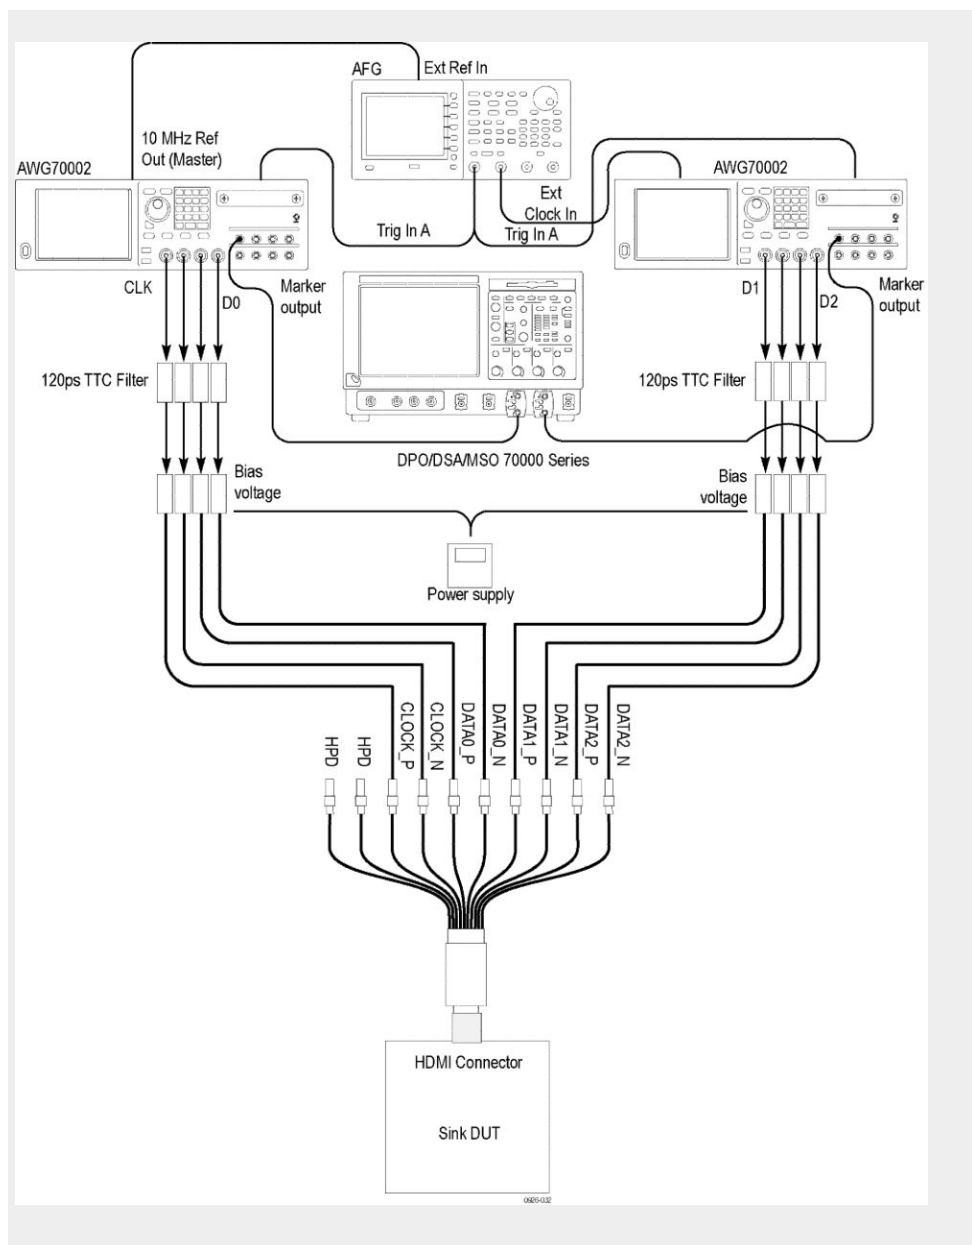 AFG
Ext Ref In
10 MHz Ref
Out (Master)
AWG70002
AWG70002
Ext
Clock In
Trig In A
Trig In A
CLK
D0
Marker
output
D1
D2
Marker
output
120ps TTC Filter
120ps TTC Filter
DPO/DSA/MSO 70000 Series
Bias
voltage
Bias
voltage
Power supply
HPD
HPD
CLOCK_P
CLOCK_N
DATA0_P
DATA0_N
DATA1_P
DATA1_N
DATA2_P
DATA2_N
HDMI Connector
Sink DUT
0926-032